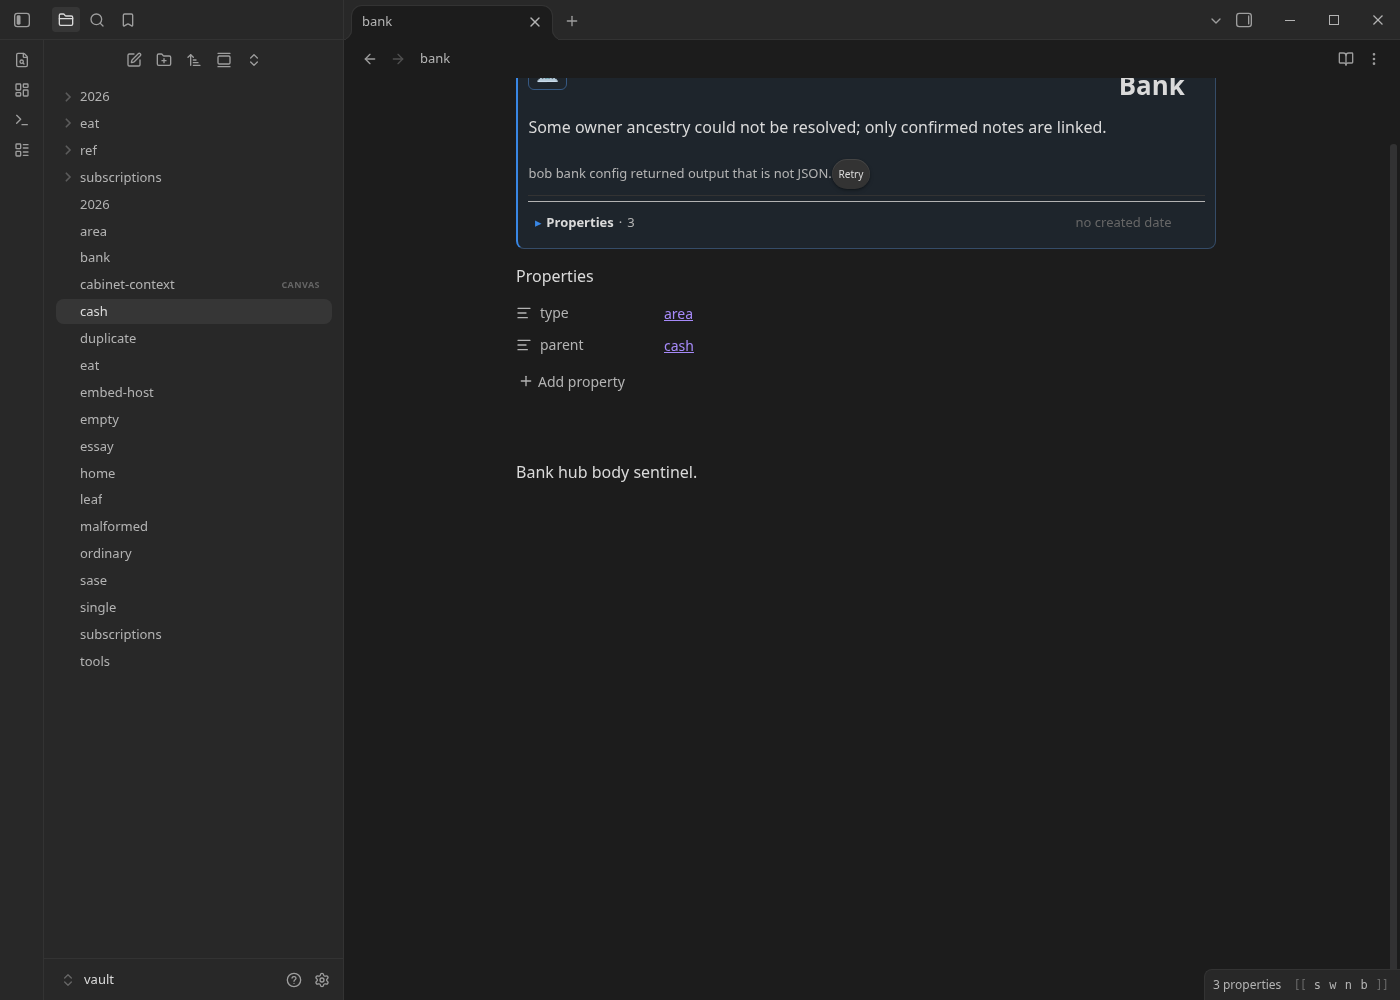 bank
bank
2026
eat
ref
subscriptions
2026
area
bank
cabinet-context CANVAS
cash
duplicate
eat
embed-host
empty
essay
home
leaf
malformed
ordinary
sase
single
subscriptions
tools
vault
Bank
Some owner ancestry could not be resolved; only confirmed notes are linked.
bob bank config returned output that is not JSON. Retry
▸ Properties · 3 no created date
Properties
type area
parent cash
Add property
Bank hub body sentinel.
3 properties [[ s w n b ]]